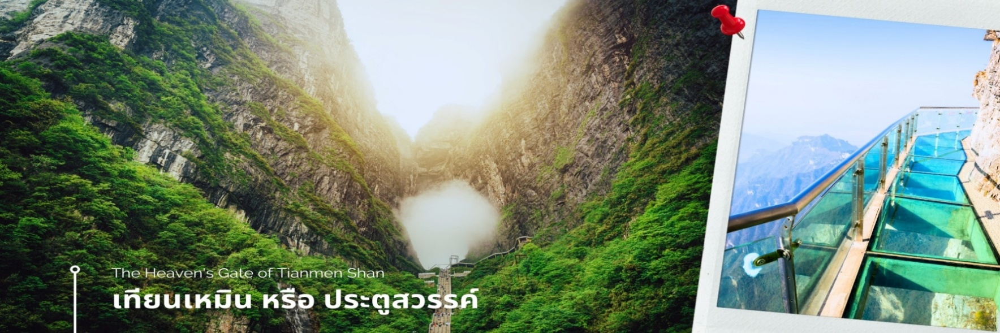 The Heaven's Gate of Tianmen Shan
เทียนเหมิน หรือ ประตูสวรรค์